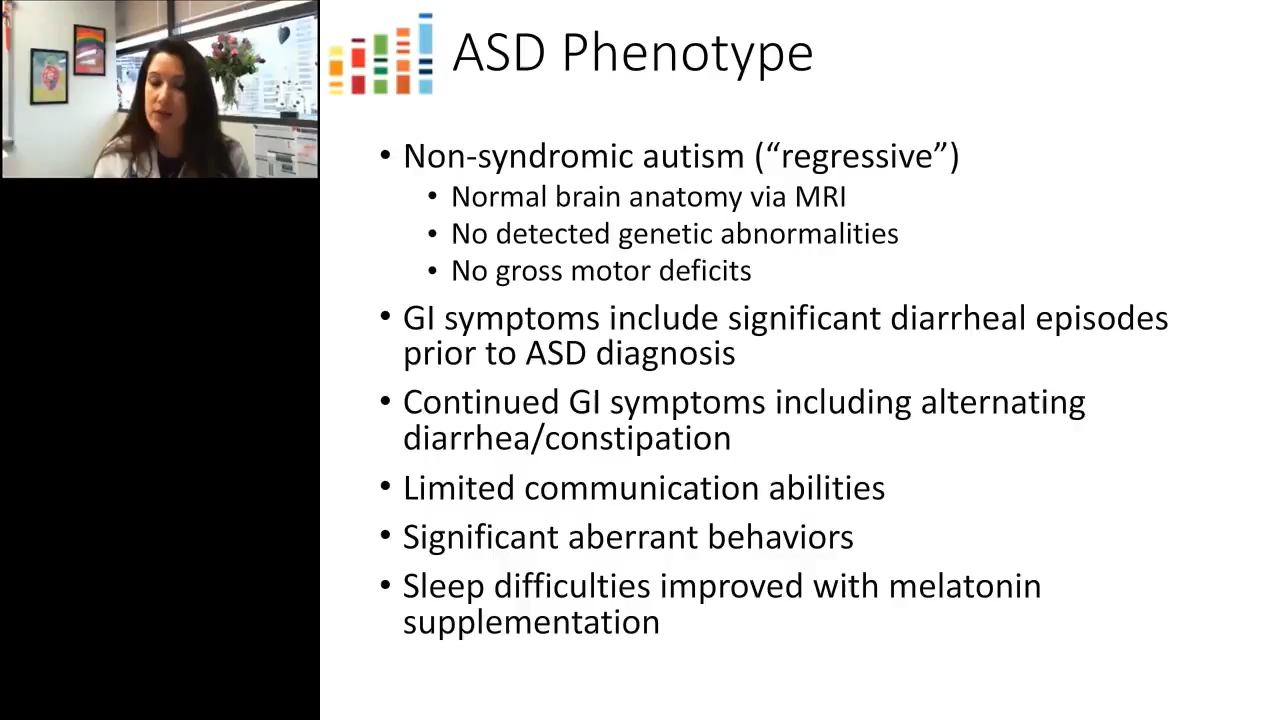 ASD Phenotype
• Non-syndromic autism (“regressive”)
• Normal brain anatomy via MRI
• No detected genetic abnormalities
• No gross motor deficits
• GI symptoms include significant diarrheal episodes
prior to ASD diagnosis
• Continued GI symptoms including alternating
diarrhea/constipation
• Limited communication abilities
• Significant aberrant behaviors
• Sleep difficulties improved with melatonin
supplementation